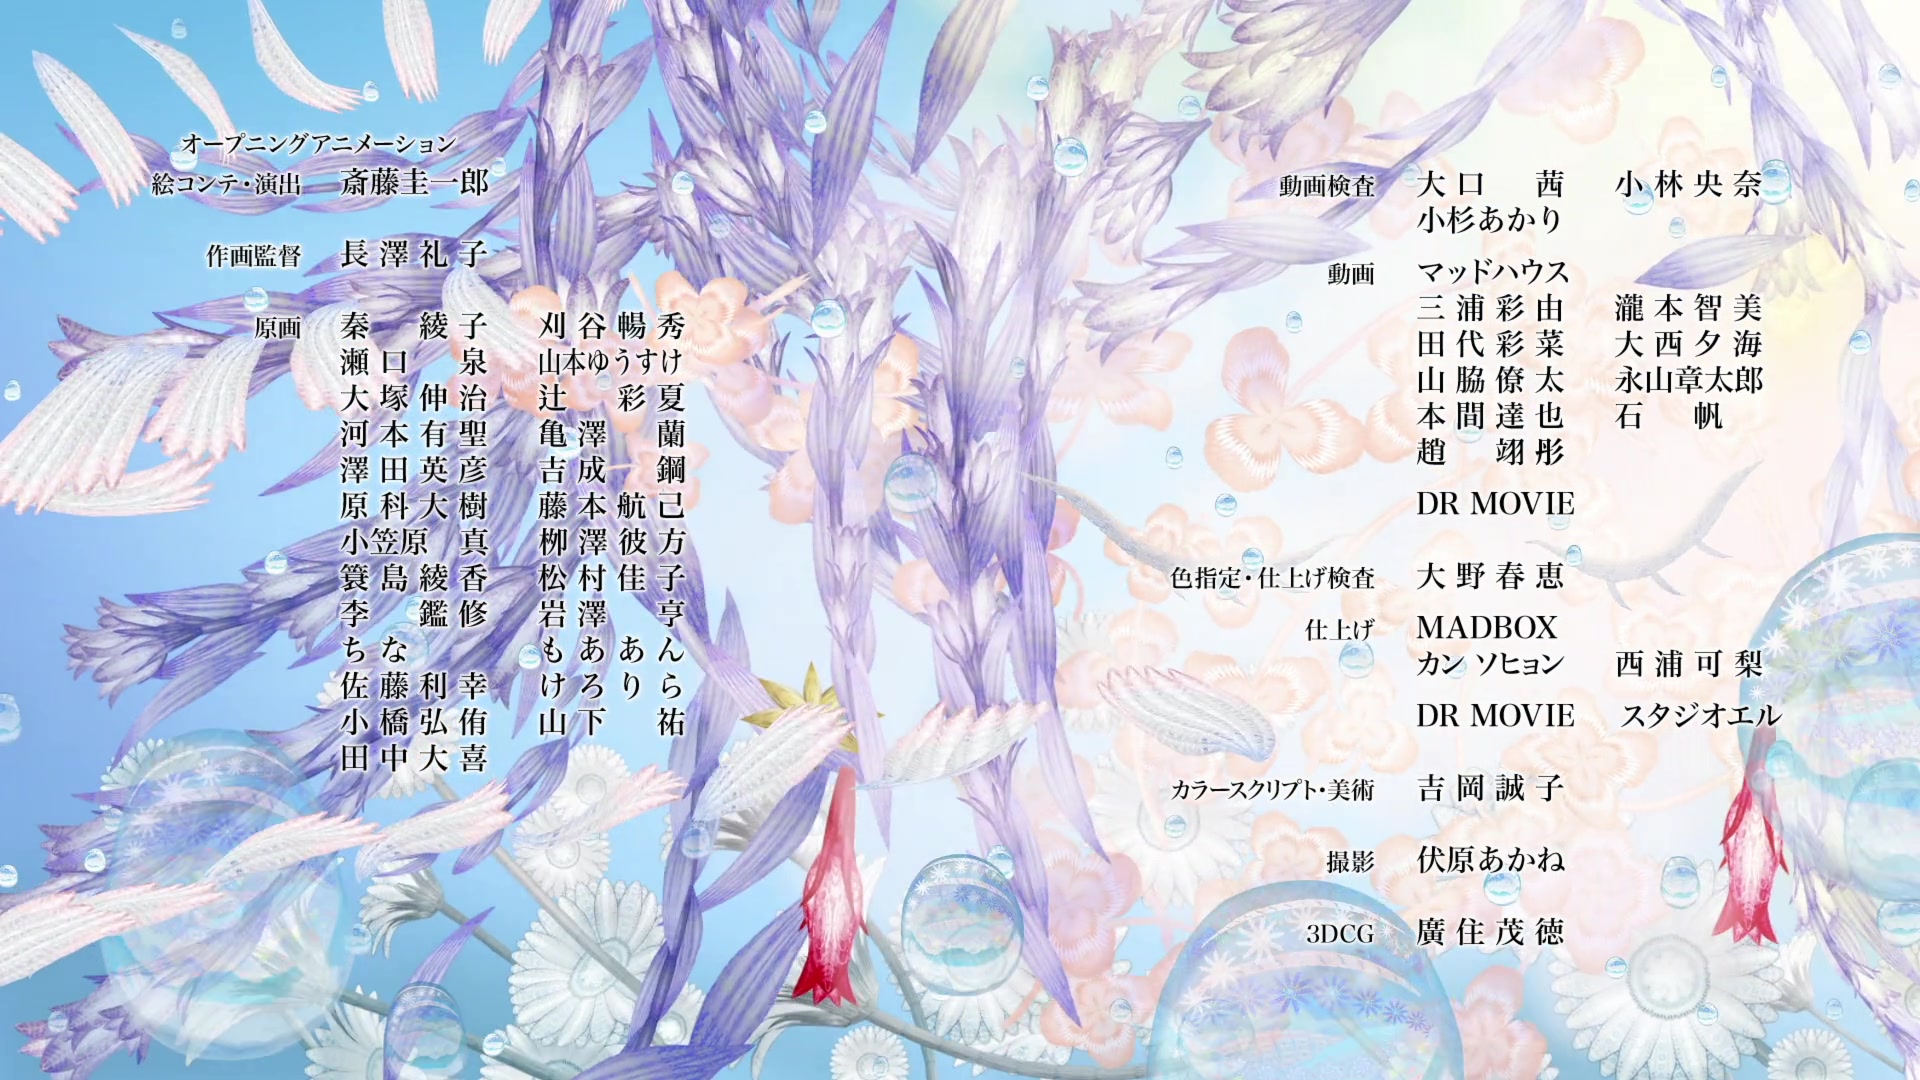 オープニングアニメーション
絵コンテ・演出 斎藤圭一郎
作画監督 長澤礼子
原画 秦綾子 刈谷暢秀
瀬口泉 山本ゆうすけ
大塚伸治 辻彩夏
河本有聖 亀澤蘭
澤田英彦 吉成鋼
原科大樹 藤本航己
小笠原真 栁澤彼方
簑島綾香 松村佳子
李鑑修 岩澤亨
ちな もああん
佐藤利幸 けろりら
小橋弘侑 山下祐
田中大喜
動画検査 大口茜 小林央奈
小杉あかり
動画 マッドハウス
三浦彩由 瀧本智美
田代彩菜 大西夕海
山脇僚太 永山章太郎
本間達也 石帆
趙翊彤
DR MOVIE
色指定・仕上げ検査 大野春恵
仕上げ MADBOX
カン ソヒョン 西浦可梨
DR MOVIE スタジオエル
カラースクリプト・美術 吉岡誠子
撮影 伏原あかね
3DCG 廣住茂徳